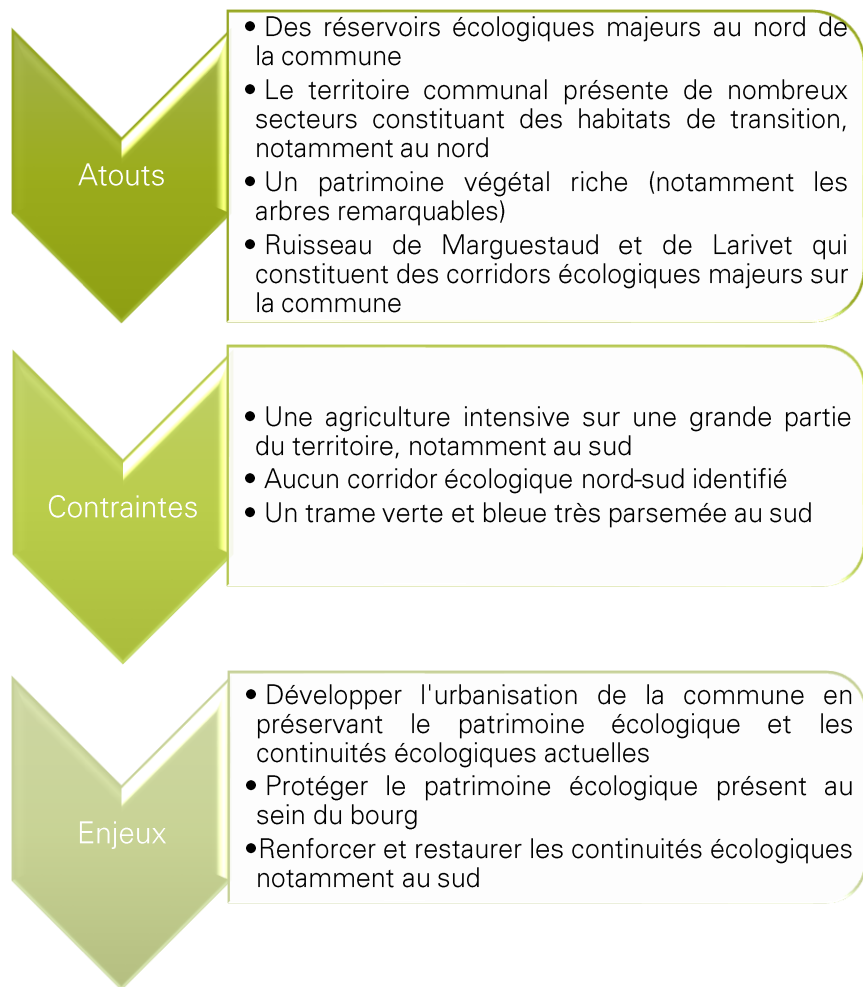 Atouts
• Des réservoirs écologiques majeurs au nord de
la commune
• Le territoire communal présente de nombreux
secteurs constituant des habitats de transition,
notamment au nord
• Un patrimoine végétal riche (notamment les
arbres remarquables)
• Ruisseau de Marguestaud et de Larivet qui
constituent des corridors écologiques majeurs sur
la commune
Contraintes
• Une agriculture intensive sur une grande partie
du territoire, notamment au sud
• Aucun corridor écologique nord-sud identifié
• Un trame verte et bleue très parsemée au sud
Enjeux
• Développer l'urbanisation de la commune en
préservant le patrimoine écologique et les
continuités écologiques actuelles
• Protéger le patrimoine écologique présent au
sein du bourg
•Renforcer et restaurer les continuités écologiques
notamment au sud